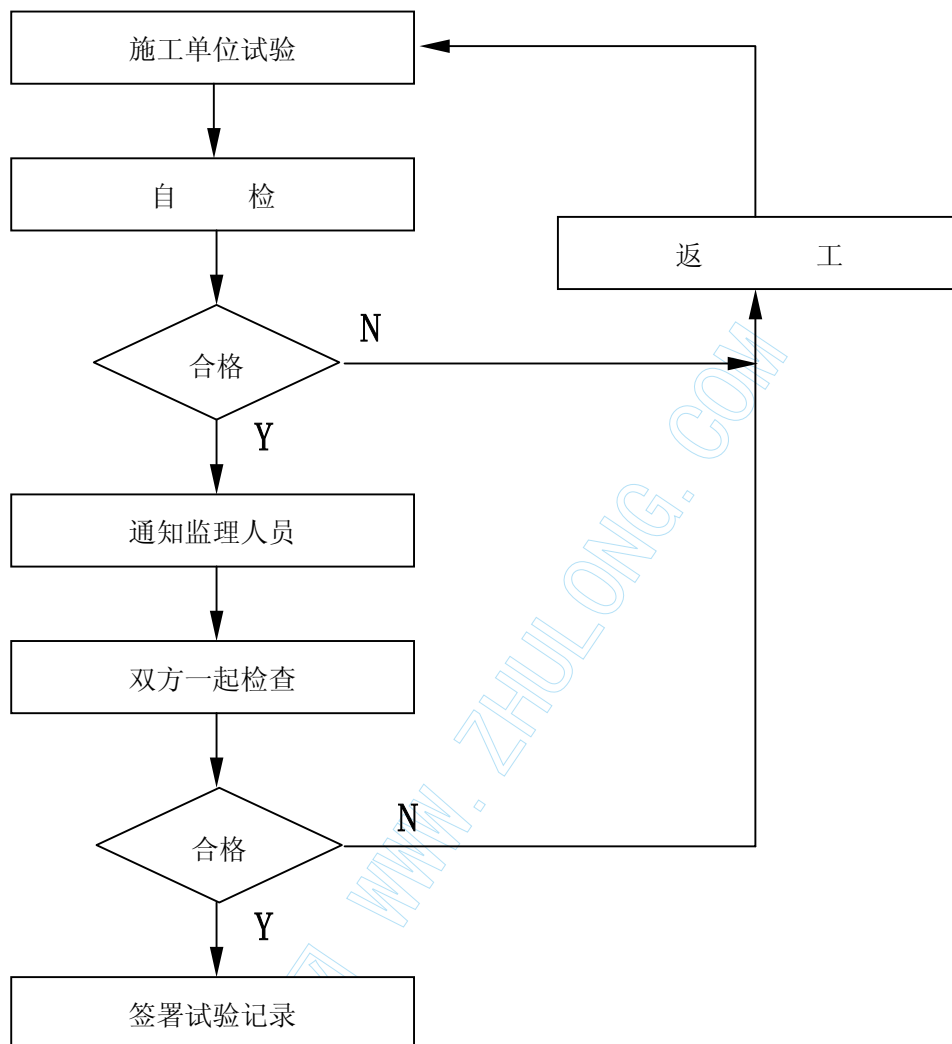 施工单位试验
自 检
返 工
合格
N
Y
通知监理人员
双方一起检查
合格
N
Y
签署试验记录
网 WWW. ZHULONG. COM